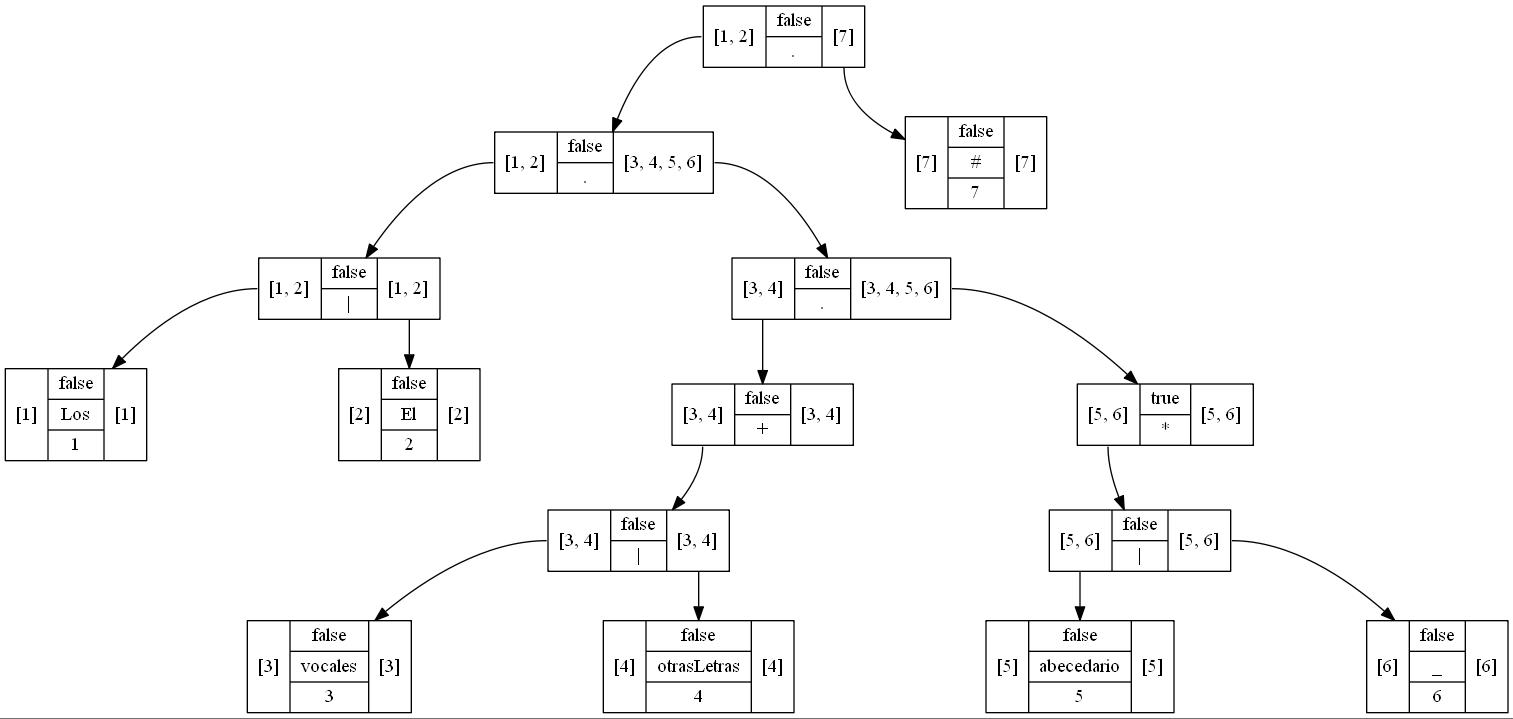 false
[1, 2] [7]
.
false
[7] # [7]
7
false
[1, 2] [3, 4, 5, 6]
.
false
[1, 2] [1, 2]
|
false
[3, 4] [3, 4, 5, 6]
.
false
[1] Los [1]
1
false
[2] El [2]
2
false
[3, 4] [3, 4]
+
true
[5, 6] [5, 6]
*
false
[3, 4] [3, 4]
|
false
[5, 6] [5, 6]
|
false
[3] vocales [3]
3
false
[4] otrasLetras [4]
4
false
[5] abecedario [5]
5
false
[6] _ [6]
6